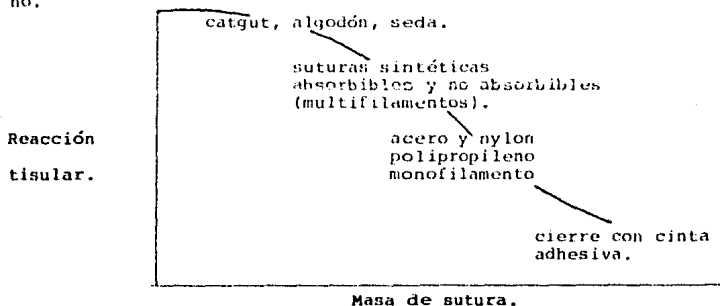 no.
catgut, algodón, seda.
suturas sintéticas
absorbibles y no absorbibles
(multifilamentos).
Reacción
tisular.
acero y nylon
polipropileno
monofilamento
cierre con cinta
adhesiva.
Masa de sutura.